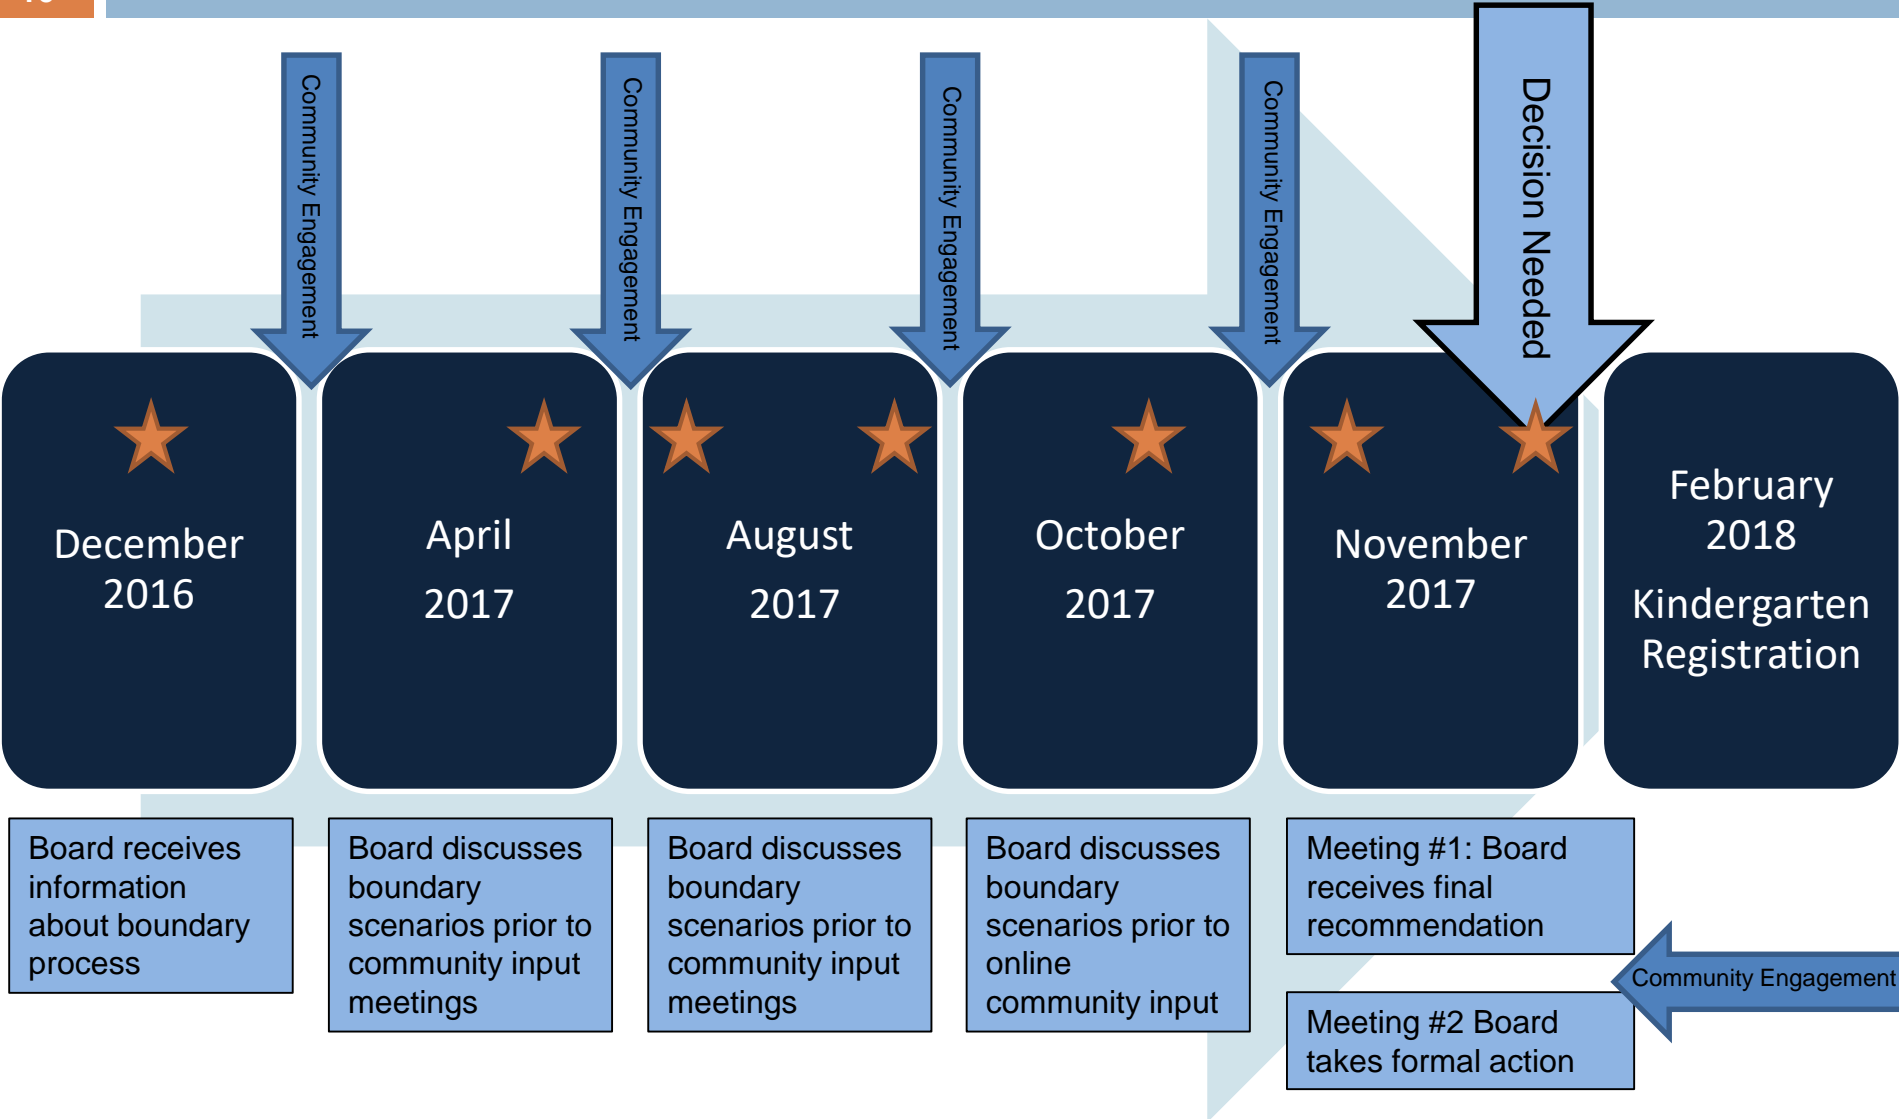 Community Engagement
Community Engagement
Community Engagement
Community Engagement
Decision Needed
December
2016
April
2017
August
2017
October
2017
November
2017
February
2018
Kindergarten
Registration
Board receives
information
about boundary
process
Board discusses
boundary
scenarios prior to
community input
meetings
Board discusses
boundary
scenarios prior to
community input
meetings
Board discusses
boundary
scenarios prior to
online
community input
Meeting #1: Board
receives final
recommendation
Community Engagement
Meeting #2 Board
takes formal action